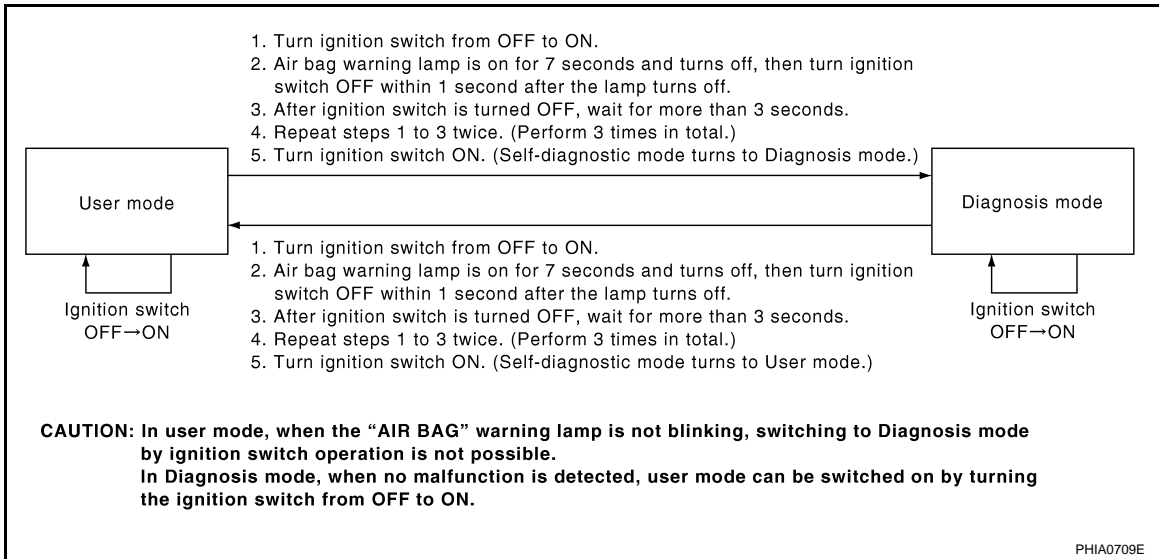 1. Turn ignition switch from OFF to ON.
2. Air bag warning lamp is on for 7 seconds and turns off, then turn ignition
switch OFF within 1 second after the lamp turns off.
3. After ignition switch is turned OFF, wait for more than 3 seconds.
4. Repeat steps 1 to 3 twice. (Perform 3 times in total.)
5. Turn ignition switch ON. (Self-diagnostic mode turns to Diagnosis mode.)
User mode
Diagnosis mode
1. Turn ignition switch from OFF to ON.
2. Air bag warning lamp is on for 7 seconds and turns off, then turn ignition
switch OFF within 1 second after the lamp turns off.
3. After ignition switch is turned OFF, wait for more than 3 seconds.
4. Repeat steps 1 to 3 twice. (Perform 3 times in total.)
5. Turn ignition switch ON. (Self-diagnostic mode turns to User mode.)
Ignition switch
OFF→ON
Ignition switch
OFF→ON
CAUTION: In user mode, when the “AIR BAG” warning lamp is not blinking, switching to Diagnosis mode
by ignition switch operation is not possible.
In Diagnosis mode, when no malfunction is detected, user mode can be switched on by turning
the ignition switch from OFF to ON.
PHIA0709E